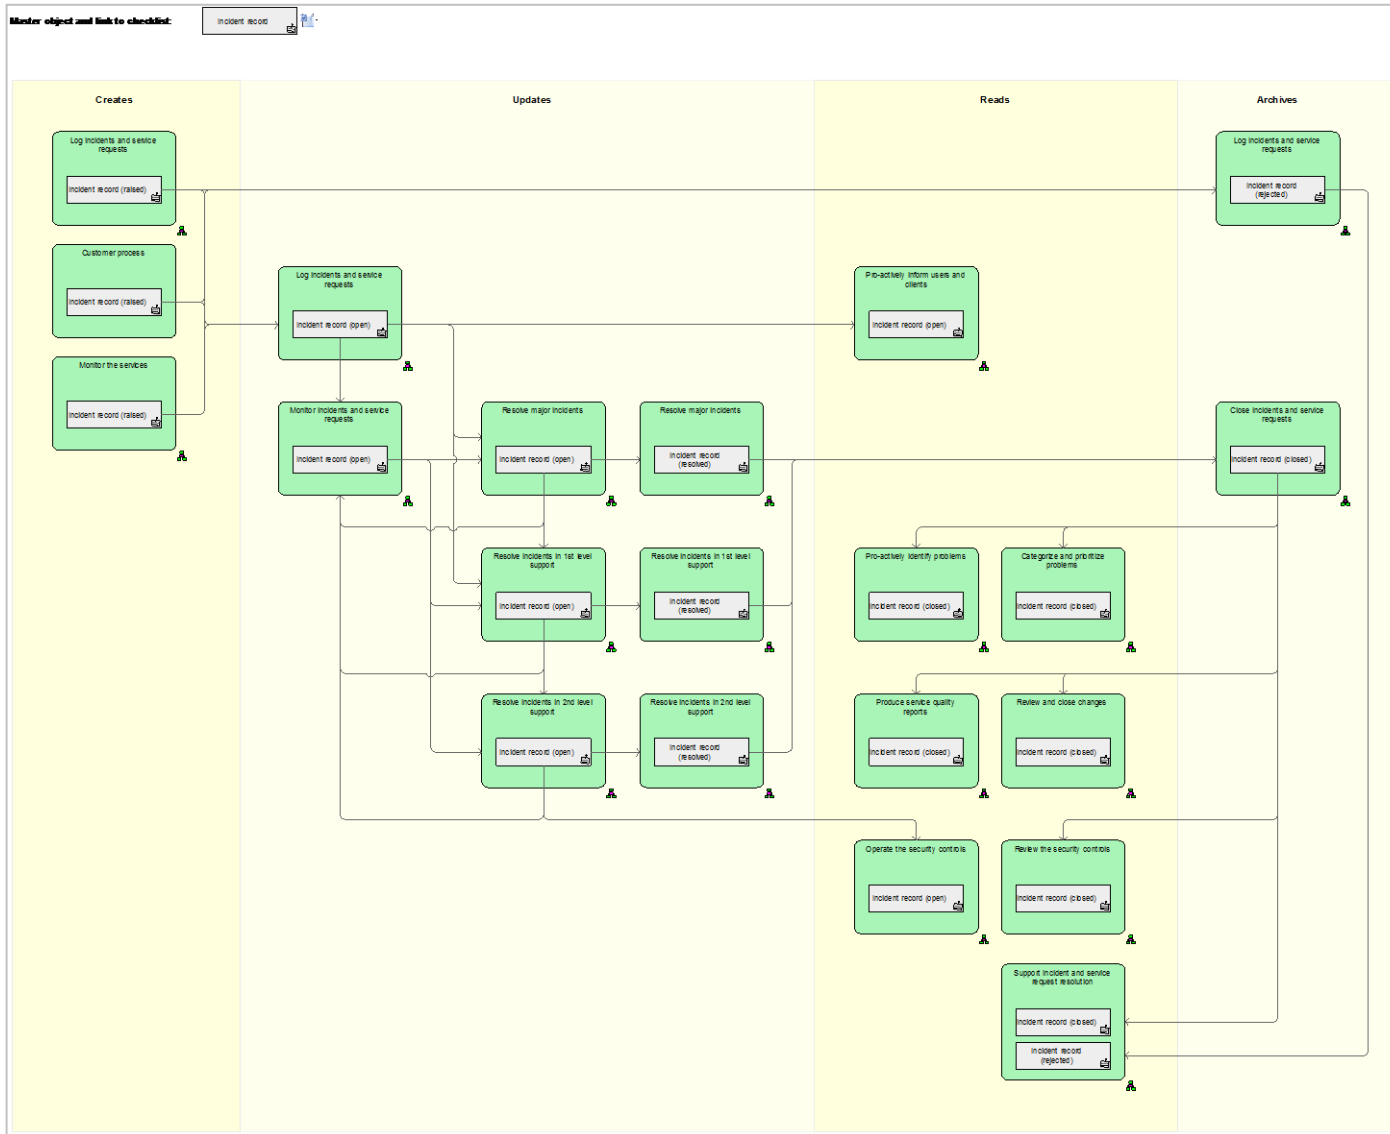 Master object and link to checklist:
Incident record
Creates
Updates
Reads
Archives
Log incidents and service
requests
Incident record (raised)
Customer process
Incident record (raised)
Monitor the services
Incident record (raised)
Log incidents and service
requests
Incident record (open)
Monitor incidents and service
requests
Incident record (open)
Resolve major incidents
Incident record (open)
Resolve major incidents
Incident record
(resolved)
Resolve incidents in 1st level
support
Incident record (open)
Resolve incidents in 1st level
support
Incident record
(resolved)
Resolve incidents in 2nd level
support
Incident record (open)
Resolve incidents in 2nd level
support
Incident record
(resolved)
Pro-actively inform users and
clients
Incident record (open)
Pro-actively identify problems
Incident record (closed)
Categorize and prioritize
problems
Incident record (closed)
Produce service quality
reports
Incident record (closed)
Review and close changes
Incident record (closed)
Operate the security controls
Incident record (open)
Review the security controls
Incident record (closed)
Support incident and service
request resolution
Incident record (closed)
Incident record
(rejected)
Log incidents and service
requests
Incident record
(rejected)
Close incidents and service
requests
Incident record (closed)